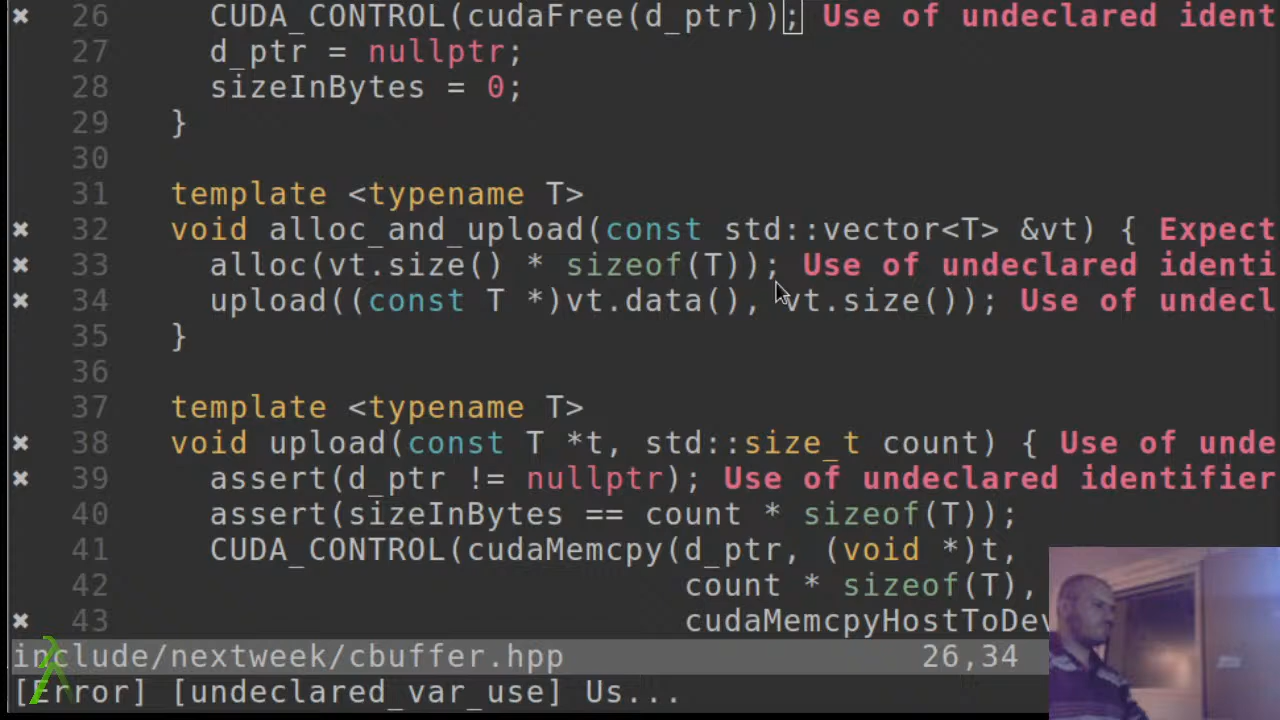 ✖ 26 CUDA_CONTROL(cudaFree(d_ptr)); Use of undeclared ident
27 d_ptr = nullptr;
28 sizeInBytes = 0;
29 }
30
31 template <typename T>
✖ 32 void alloc_and_upload(const std::vector<T> &vt) { Expect
✖ 33 alloc(vt.size() * sizeof(T)); Use of undeclared identi
✖ 34 upload((const T *)vt.data(), vt.size()); Use of undecl
35 }
36
37 template <typename T>
✖ 38 void upload(const T *t, std::size_t count) { Use of unde
✖ 39 assert(d_ptr != nullptr); Use of undeclared identifier
40 assert(sizeInBytes == count * sizeof(T));
41 CUDA_CONTROL(cudaMemcpy(d_ptr, (void *)t,
42 count * sizeof(T),
✖ 43 cudaMemcpyHostToDev
include/nextweek/cbuffer.hpp 26,34
[Error] [undeclared_var_use] Us...